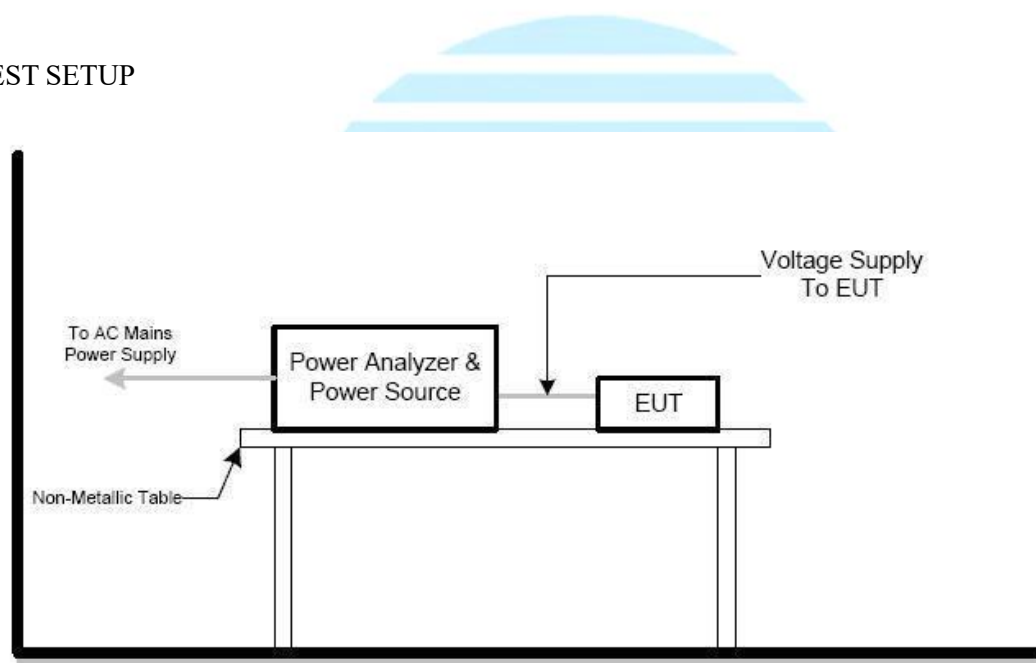 EST SETUP
Voltage Supply
To EUT
To AC Mains
Power Supply
Power Analyzer &
Power Source
EUT
Non-Metallic Table